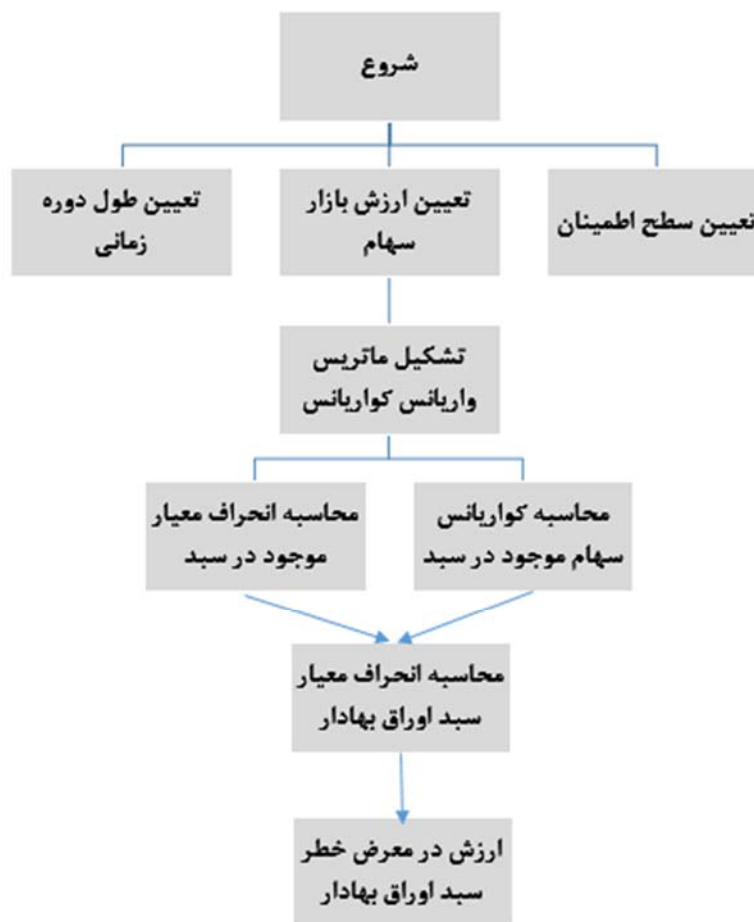 شروع
تعیین سطح اطمینان
تعیین ارزش بازار
سهام
تعیین طول دوره
زمانی
تشکیل ماتریس
واریانس کواریانس
محاسبه کواریانس
سهام موجود در سبد
محاسبه انحراف معیار
موجود در سبد
محاسبه انحراف معیار
سبد اوراق بهادار
ارزش در معرض خطر
سبد اوراق بهادار